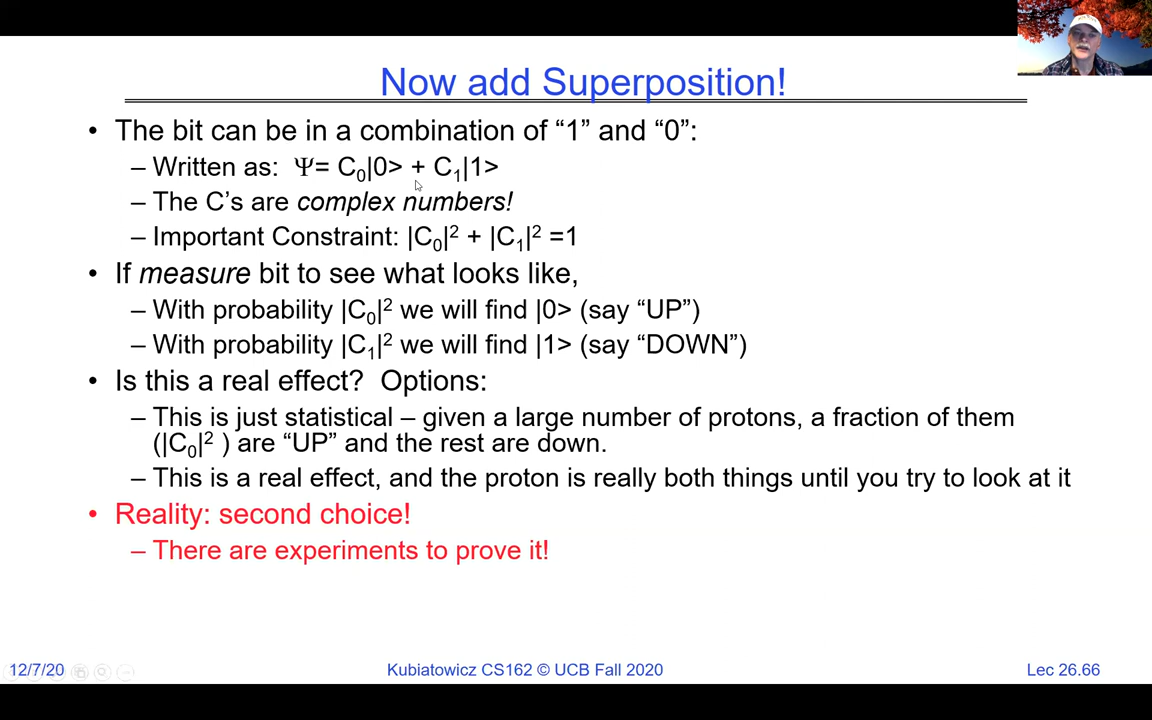 Now add Superposition!
• The bit can be in a combination of “1” and “0”:
– Written as: Ψ= C₀|0> + C₁|1>
– The C’s are complex numbers!
– Important Constraint: |C₀|² + |C₁|² =1
• If measure bit to see what looks like,
– With probability |C₀|² we will find |0> (say “UP”)
– With probability |C₁|² we will find |1> (say “DOWN”)
• Is this a real effect? Options:
– This is just statistical – given a large number of protons, a fraction of them
(|C₀|² ) are “UP” and the rest are down.
– This is a real effect, and the proton is really both things until you try to look at it
• Reality: second choice!
– There are experiments to prove it!
12/7/20
Kubiatowicz CS162 © UCB Fall 2020
Lec 26.66